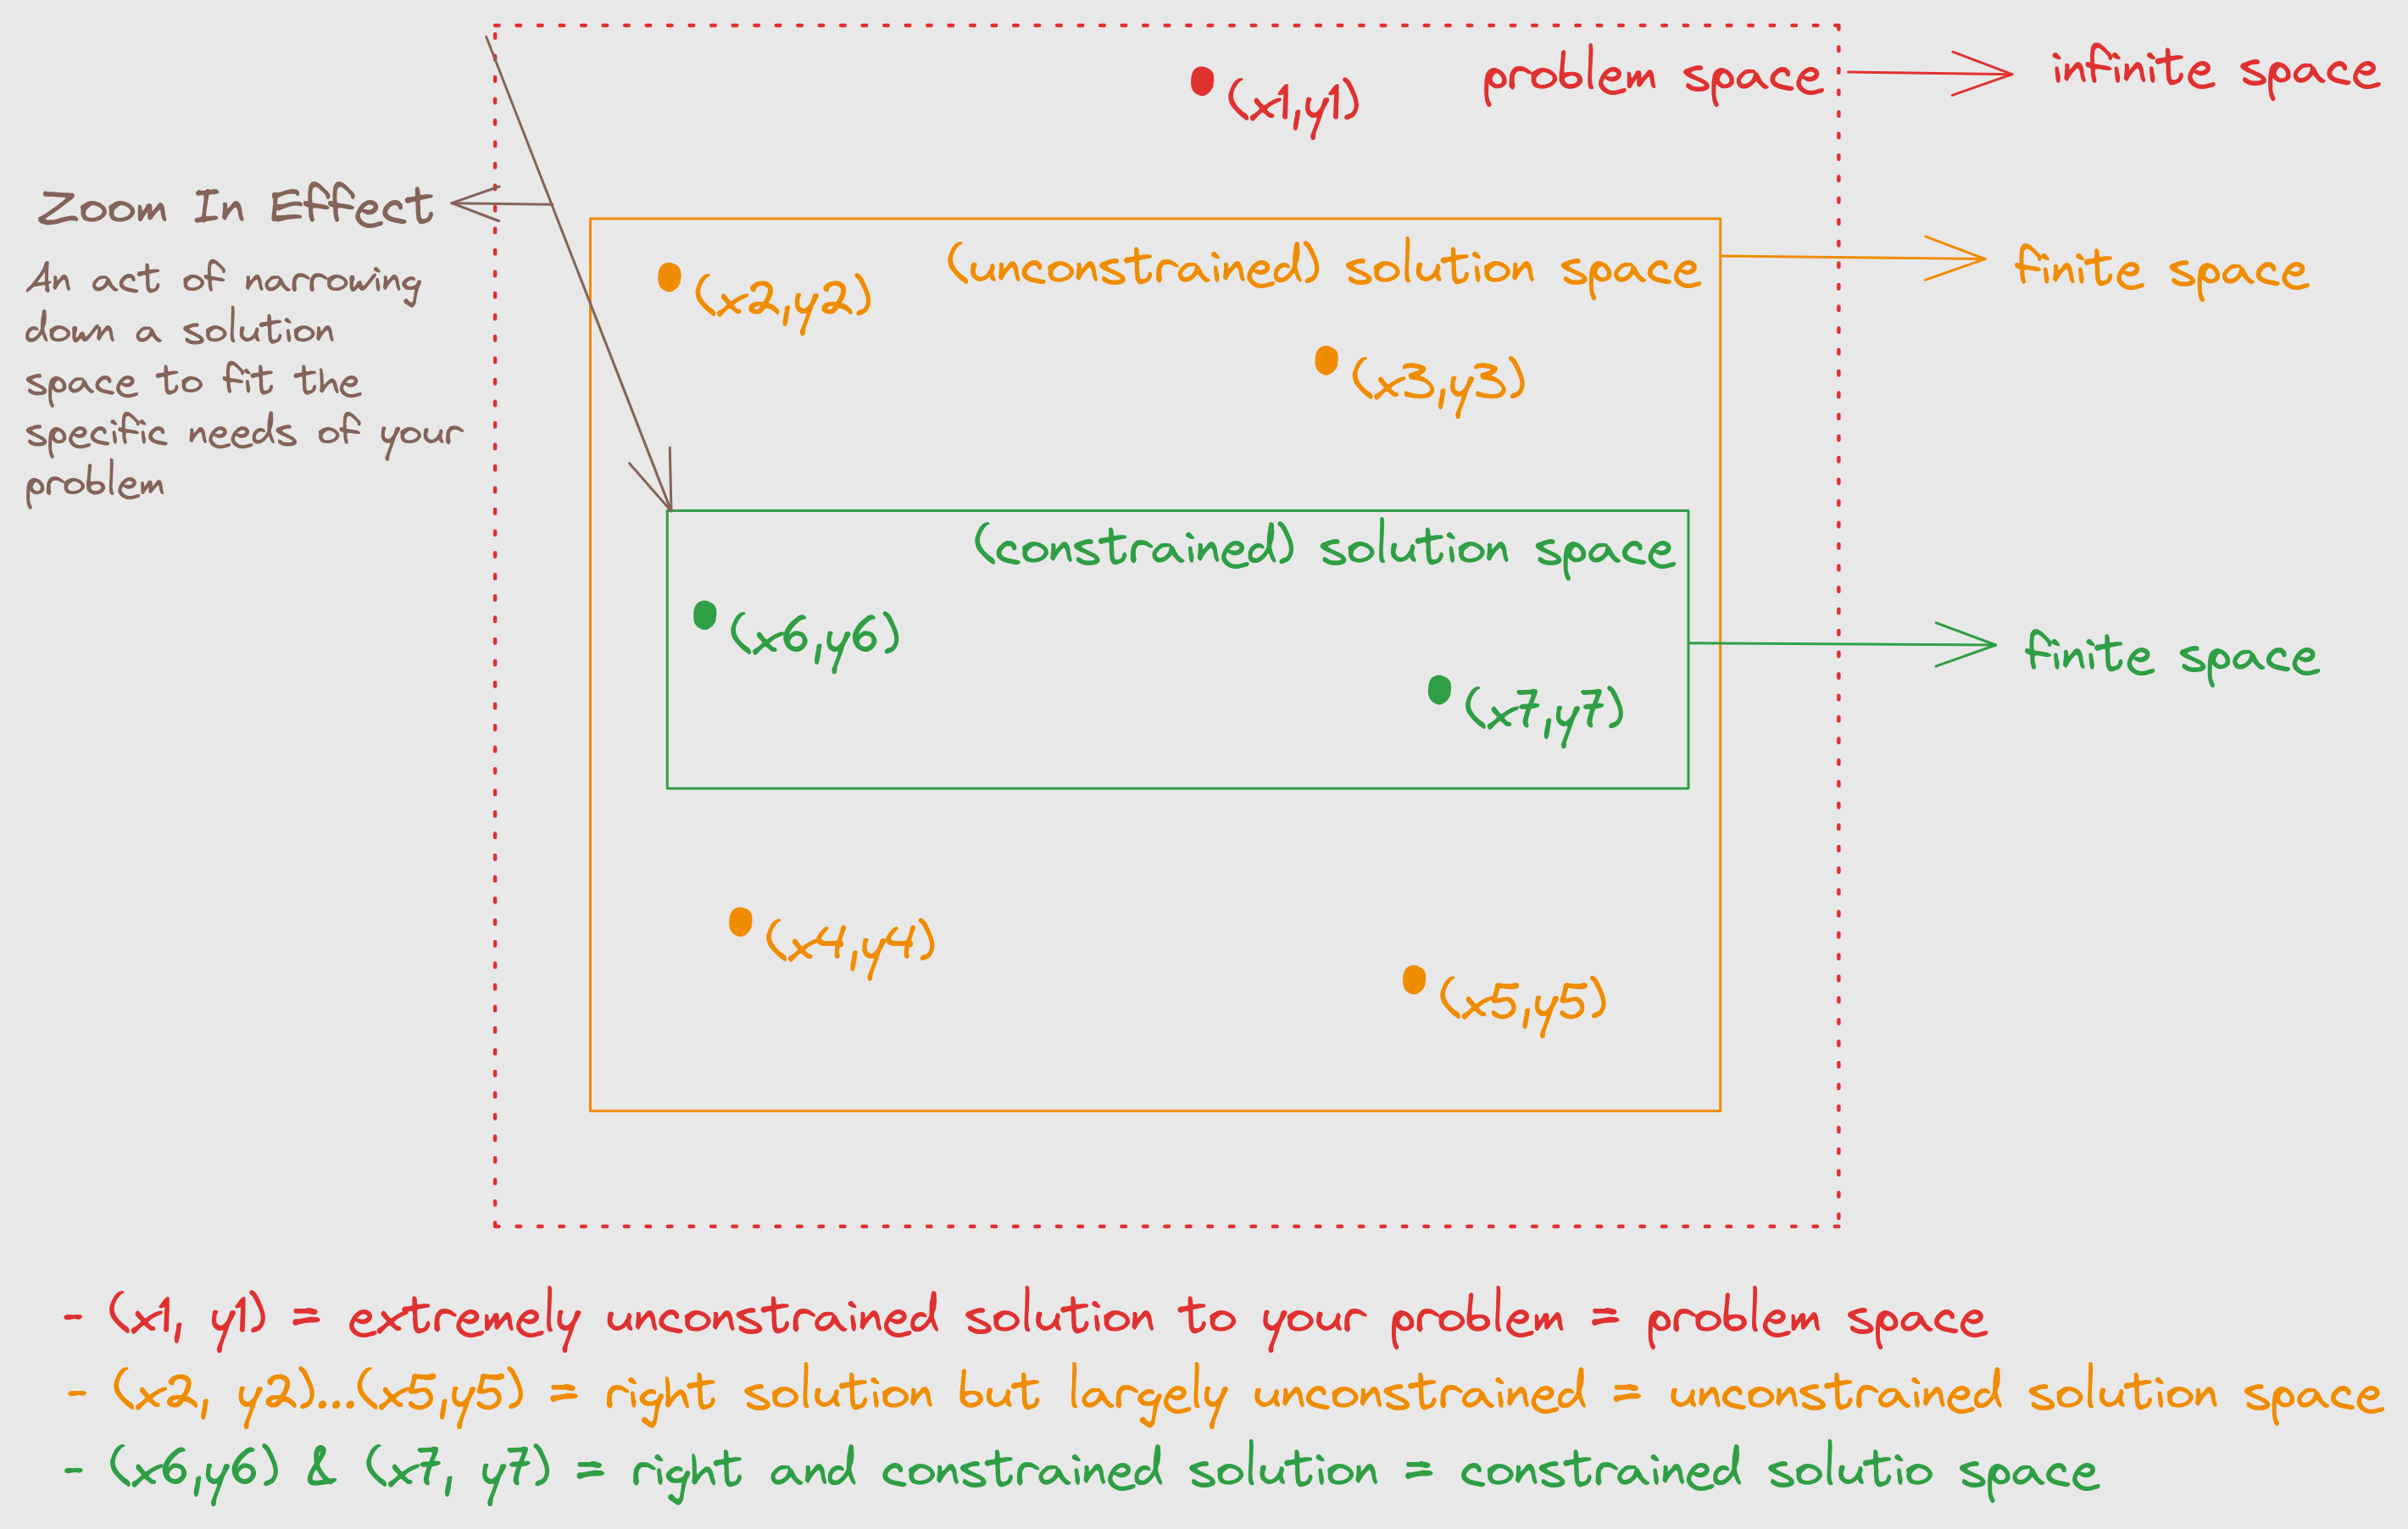 problem space
infinite space
(x1,y1)
Zoom In Effect
An act of narrowing
down a solution
space to fit the
specific needs of your
problem
(unconstrained) solution space
finite space
(x2,y2)
(x3,y3)
(constrained) solution space
(x6,y6)
finite space
(x7,y7)
(x4,y4)
(x5,y5)
- (x1, y1) = extremely unconstrained solution to your problem = problem space
- (x2, y2)...(x5,y5) = right solution but largely unconstrained = unconstrained solution space
- (x6,y6) & (x7, y7) = right and constrained solution = constrained solutio space